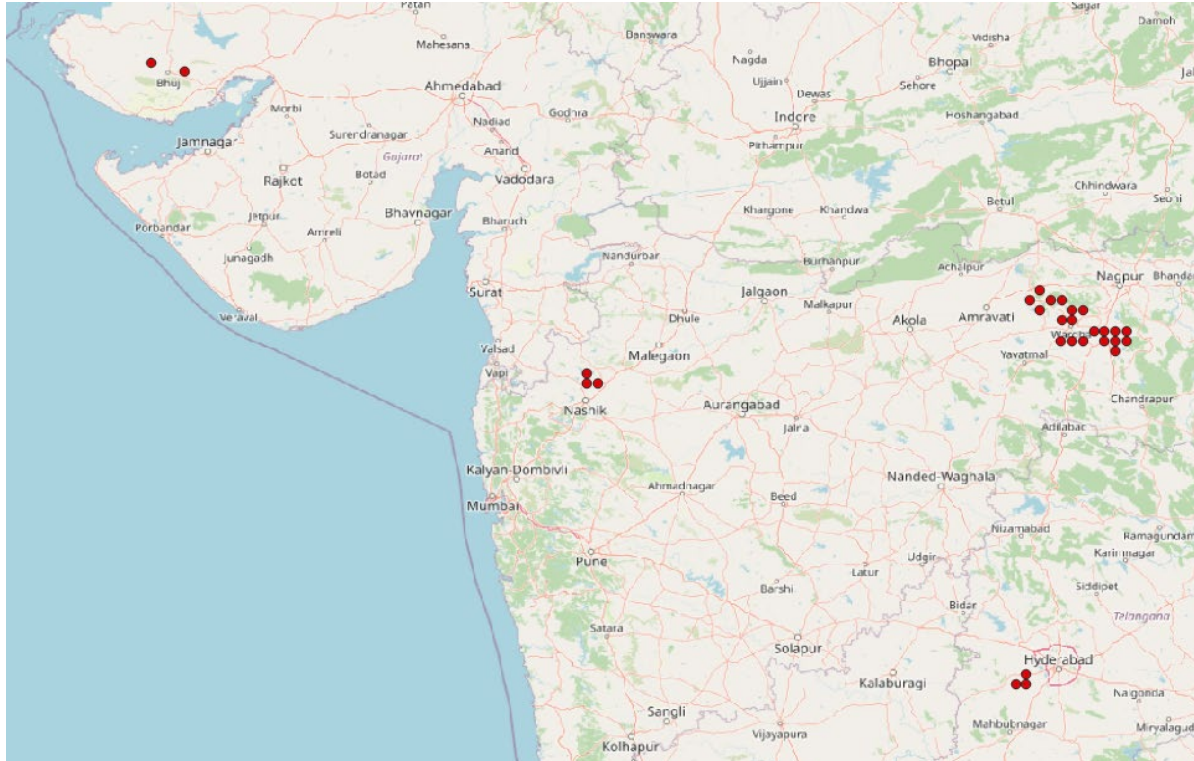 Patan
Sagar
Damoh
Mahesana
Banswara
Vidisha
Nagda
Bhopal
Bhuj
Ujjain
Sehore
Ahmedabad
Dewas
Morbi
Godhra
Nadiad
Indore
Hoshangabad
Surendranagar
Jamnagar
Anand
Pithampur
Gujarat
Rajkot
Botad
Vadodara
Chhindwara
Seoni
Betul
Jetpur
Bhavnagar
Bharuch
Khargone
Khandwa
Porbandar
Amreli
Junagadh
Nandurbar
Burhanpur
Achalpur
Nagpur
Surat
Jalgaon
Malkapur
Veraval
Dhule
Akola
Amravati
Valsad
Malegaon
Yavatmal
Vapi
Nashik
Aurangabad
Chandrapur
Jalna
Adilabad
Kalyan-Dombivli
Nanded-Waghala
Ahmadnagar
Mumbai
Beed
Nizamabad
Ramagundam
Pune
Karimnagar
Udgir
Latur
Barshi
Siddipet
Bidar
Telangana
Satara
Solapur
Hyderabad
Kalaburagi
Nalgonda
Sangli
Mahbubnagar
Vijayapura
Miryalagud
Kolhapur